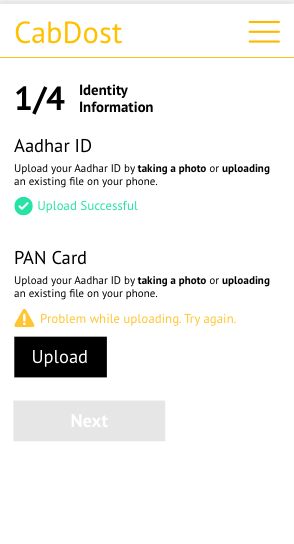 CabDost
1/4
Identity
Information
Aadhar ID
Upload your Aadhar ID by taking a photo or uploading
an existing file on your phone.
Upload Successful
PAN Card
Upload your Aadhar ID by taking a photo or uploading
an existing file on your phone.
Problem while uploading. Try again.
Upload
Next